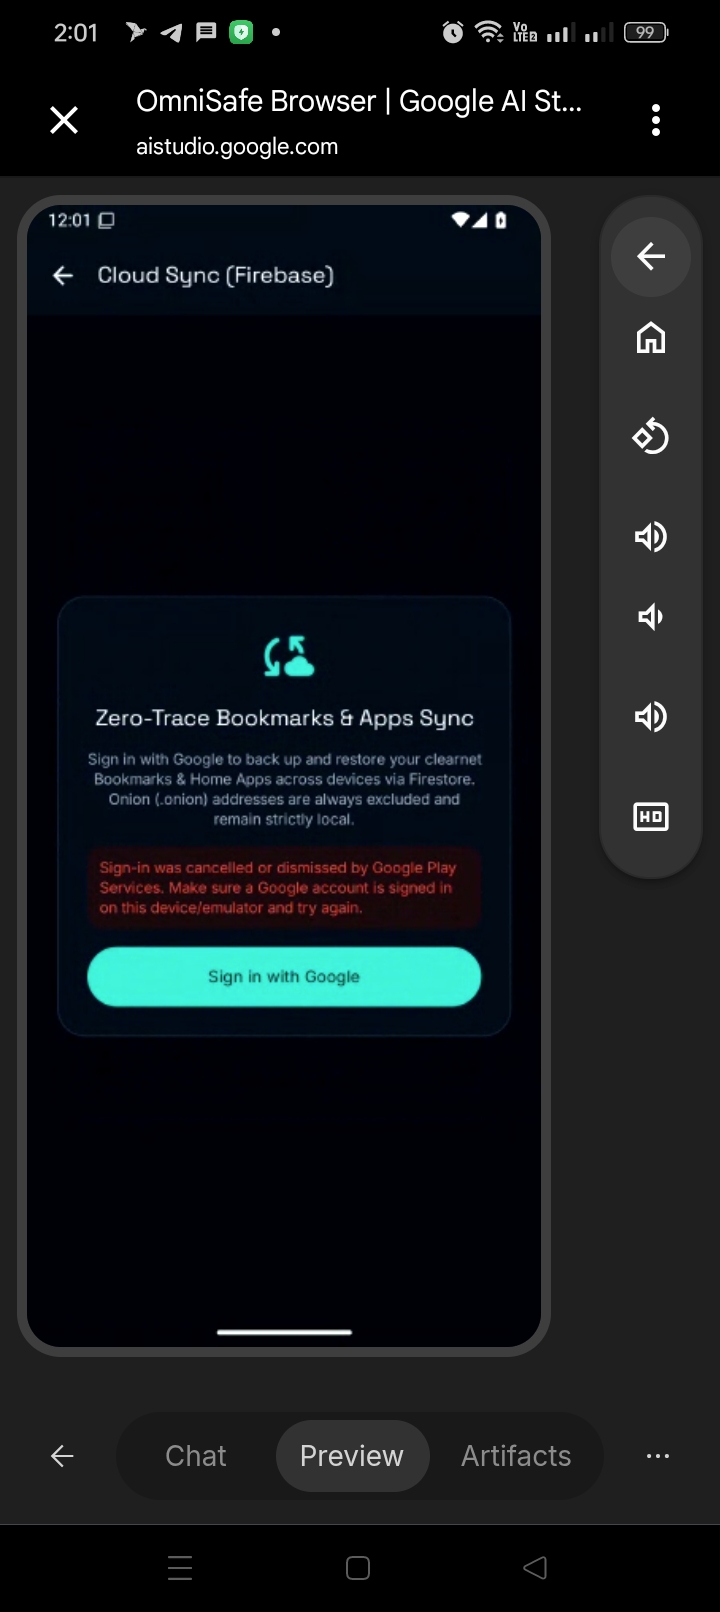 2:01
Vo
LTE2
99
OmniSafe Browser | Google AI St...
aistudio.google.com
12:01
Cloud Sync (Firebase)
Zero-Trace Bookmarks & Apps Sync
Sign in with Google to back up and restore your clearnet
Bookmarks & Home Apps across devices via Firestore.
Onion (.onion) addresses are always excluded and
remain strictly local.
Sign-in was cancelled or dismissed by Google Play
Services. Make sure a Google account is signed in
on this device/emulator and try again.
Sign in with Google
HD
Chat
Preview
Artifacts